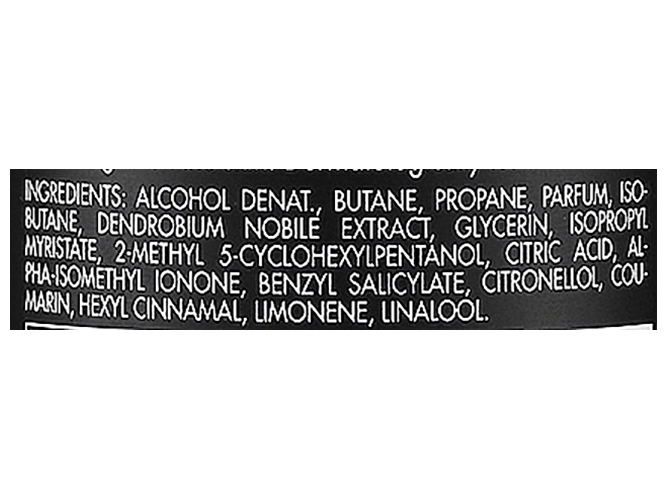 INGREDIENTS: ALCOHOL DENAT., BUTANE, PROPANE, PARFUM, ISO-
BUTANE, DENDROBIUM NOBILE EXTRACT, GLYCERIN, ISOPROPYL
MYRISTATE, 2-METHYL 5-CYCLOHEXYLPENTANOL, CITRIC ACID, AL-
PHA-ISOMETHYL IONONE, BENZYL SALICYLATE, CITRONELLOL, COU-
MARIN, HEXYL CINNAMAL, LIMONENE, LINALOOL.